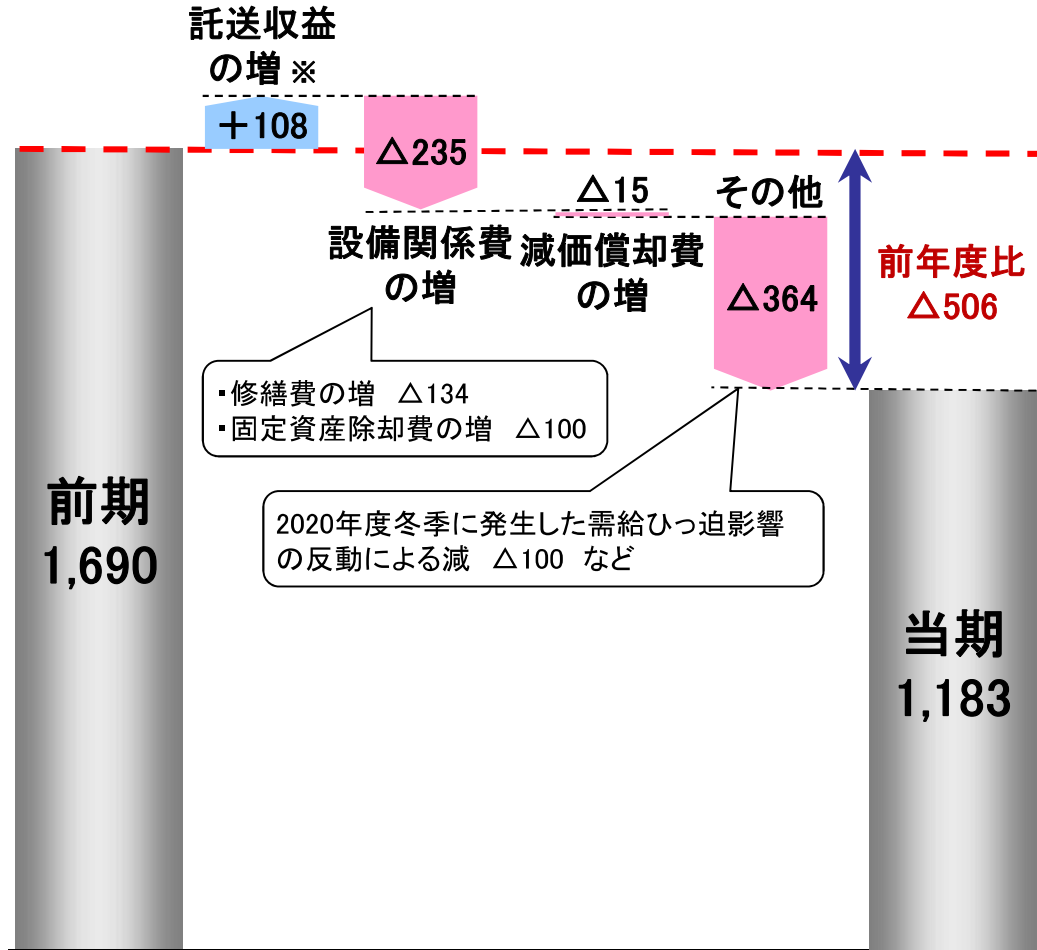 託送収益
の増 ※
＋108
△235
△15
その他
設備関係費
の増
減価償却費
の増
△364
前年度比
△506
・修繕費の増　△134
・固定資産除却費の増　△100
2020年度冬季に発生した需給ひっ迫影響
の反動による減　△100　など
前期
1,690
当期
1,183